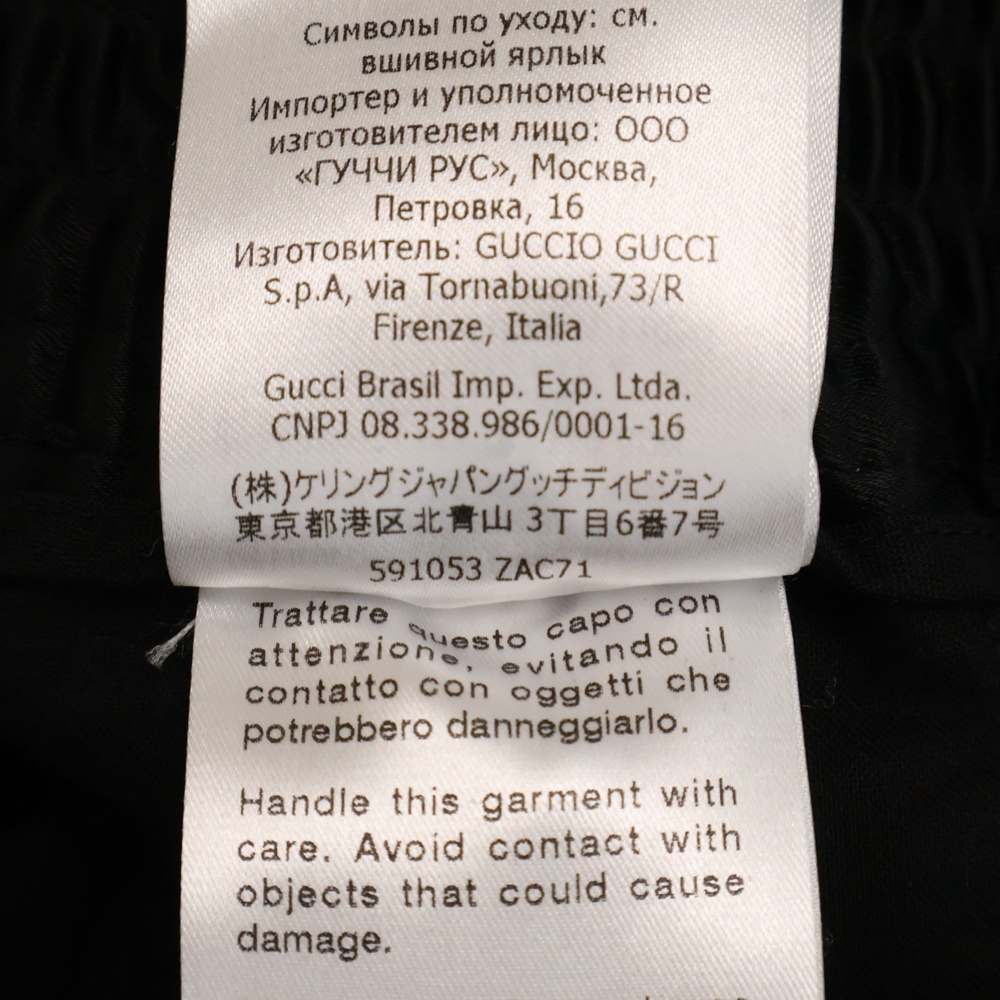 Символы по уходу: см.
вшивной ярлык
Импортер и уполномоченное
изготовителем лицо: ООО
«ГУЧЧИ РУС», Москва,
Петровка, 16
Изготовитель: GUCCIO GUCCI
S.p.A, via Tornabuoni,73/R
Firenze, Italia
Gucci Brasil Imp. Exp. Ltda.
CNPJ 08.338.986/0001-16
(株)ケリングジャパングッチディビジョン
東京都港区北青山 3丁目6番7号
591053 ZAC71
Trattare questo capo con
attenzione, evitando il
contatto con oggetti che
potrebbero danneggiarlo.
Handle this garment with
care. Avoid contact with
objects that could cause
damage.